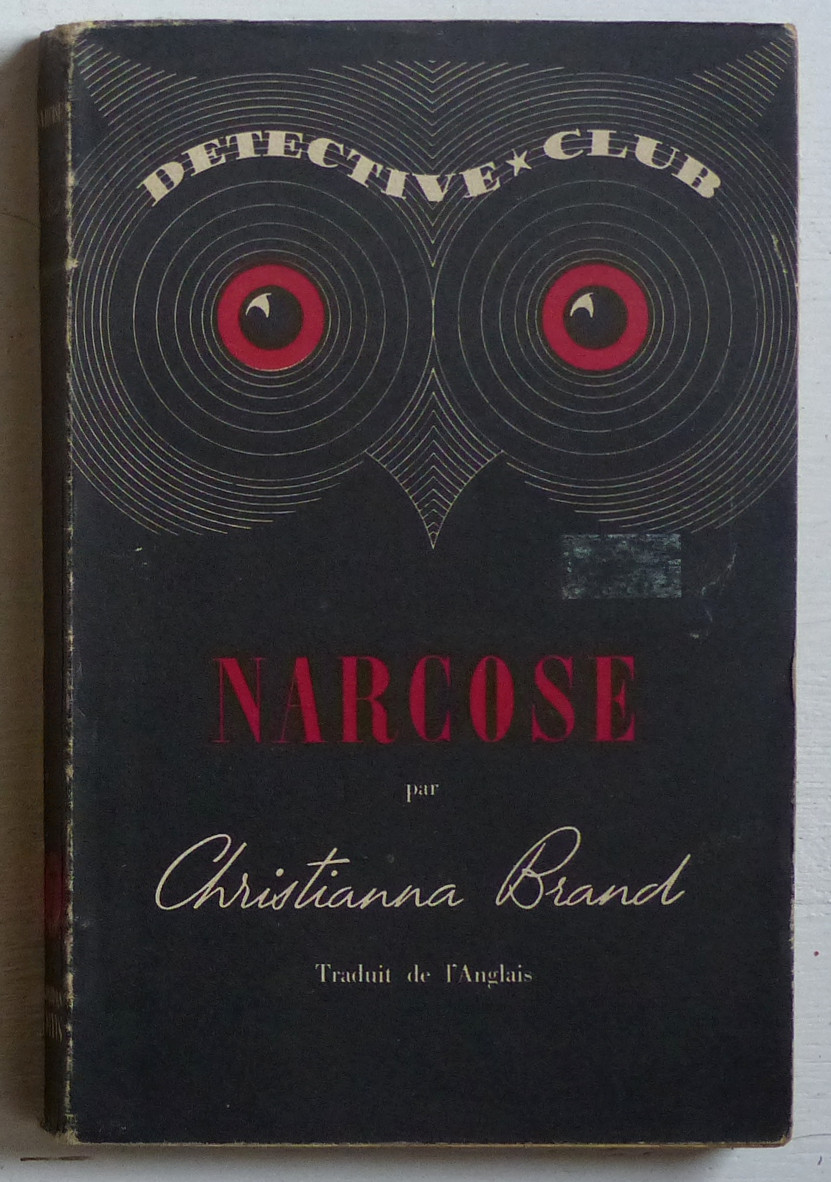 DETECTIVE★CLUB
NARCOSE
par
Christianna Brand
Traduit de l'Anglais